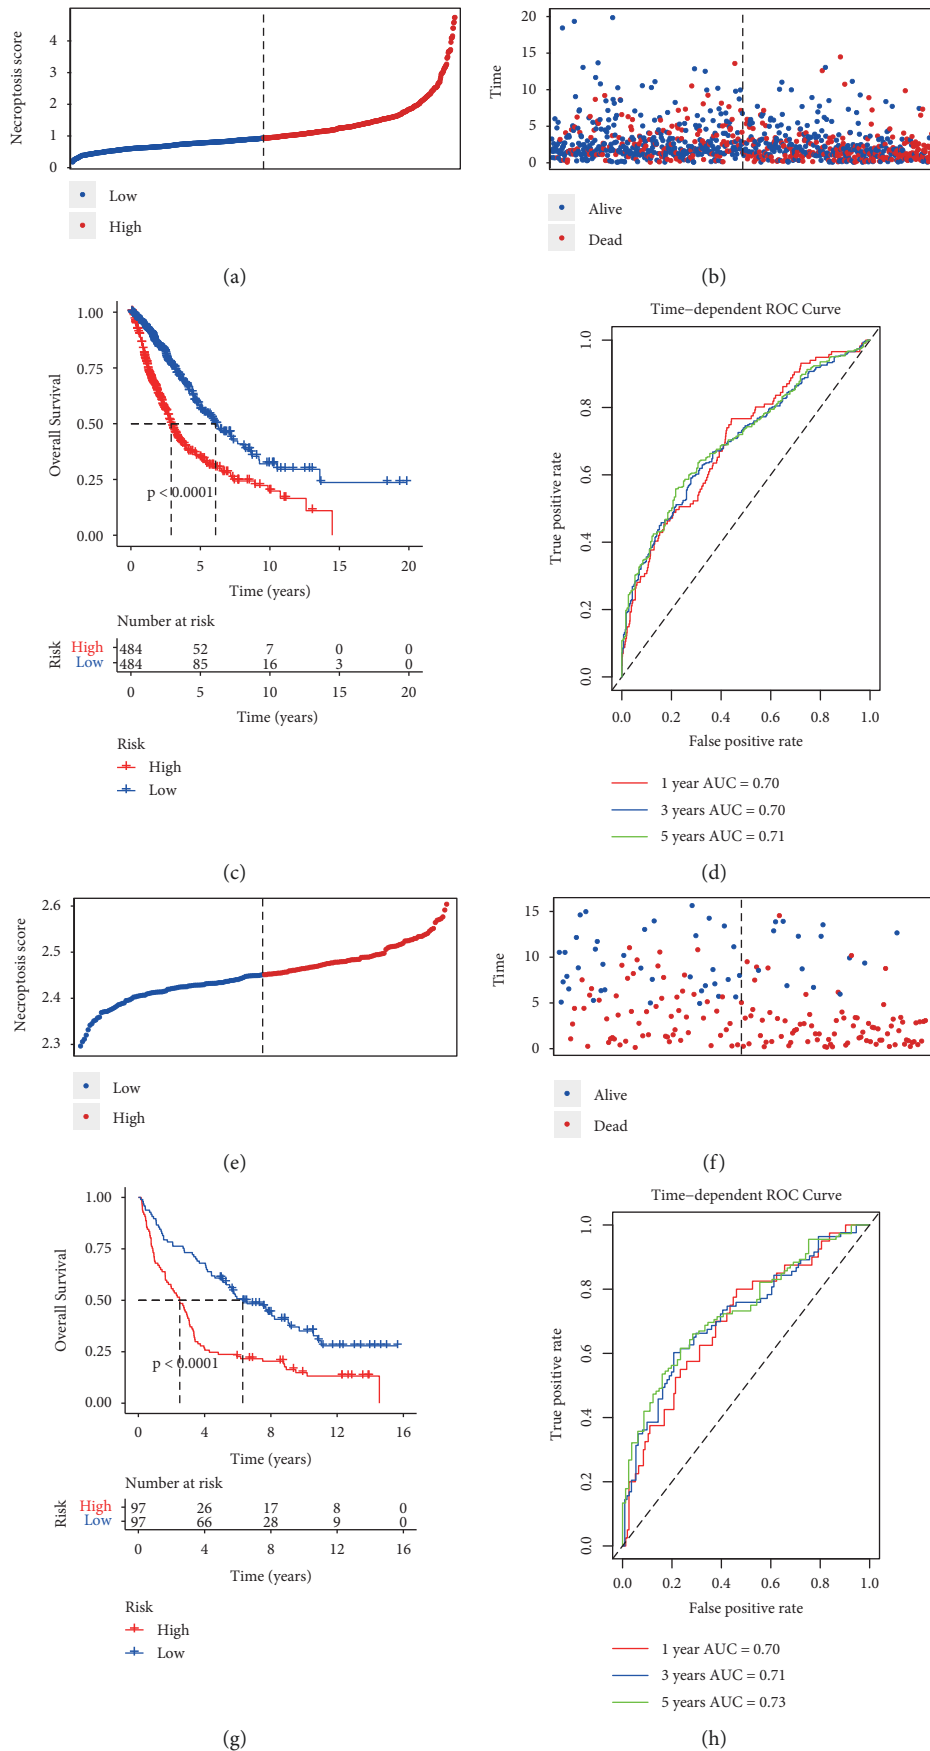 Necroptosis score
4
3
2
1
0
Low
High
(a)
Time
20
15
10
5
0
Alive
Dead
(b)
Overall Survival
1.00
0.75
0.50
0.25
0.00
p < 0.0001
0 5 10 15 20
Time (years)
Number at risk
Risk
High 484 52 7 0 0
Low 484 85 16 3 0
0 5 10 15 20
Time (years)
Risk
High
Low
(c)
Time-dependent ROC Curve
True positive rate
1.0
0.8
0.6
0.4
0.2
0.0
0.0 0.2 0.4 0.6 0.8 1.0
False positive rate
1 year AUC = 0.70
3 years AUC = 0.70
5 years AUC = 0.71
(d)
Necroptosis score
2.6
2.5
2.4
2.3
Low
High
(e)
Time
15
10
5
0
Alive
Dead
(f)
Overall Survival
1.00
0.75
0.50
0.25
0.00
p < 0.0001
0 4 8 12 16
Time (years)
Number at risk
Risk
High 97 26 17 8 0
Low 97 66 28 9 0
0 4 8 12 16
Time (years)
Risk
High
Low
(g)
Time-dependent ROC Curve
True positive rate
1.0
0.8
0.6
0.4
0.2
0.0
0.0 0.2 0.4 0.6 0.8 1.0
False positive rate
1 year AUC = 0.70
3 years AUC = 0.71
5 years AUC = 0.73
(h)